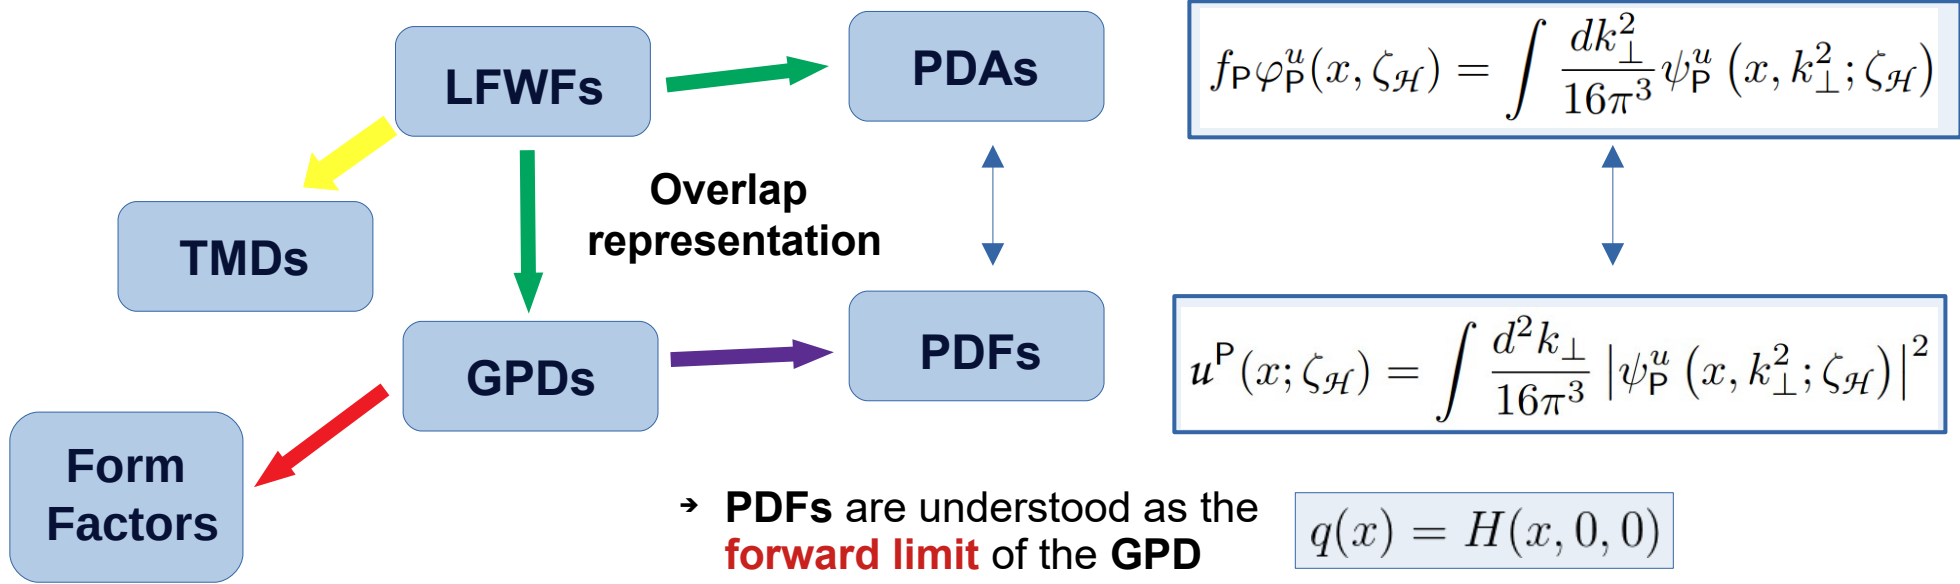 LFWFs
PDAs
f_P φ_P^u(x, ζ_H) = ∫ dk_⊥^2 / 16π^3 ψ_P^u (x, k_⊥^2; ζ_H)
Overlap
representation
TMDs
GPDs
PDFs
u^P(x; ζ_H) = ∫ d^2k_⊥ / 16π^3 |ψ_P^u (x, k_⊥^2; ζ_H)|^2
Form
Factors
➔ PDFs are understood as the
forward limit of the GPD
q(x) = H(x, 0, 0)